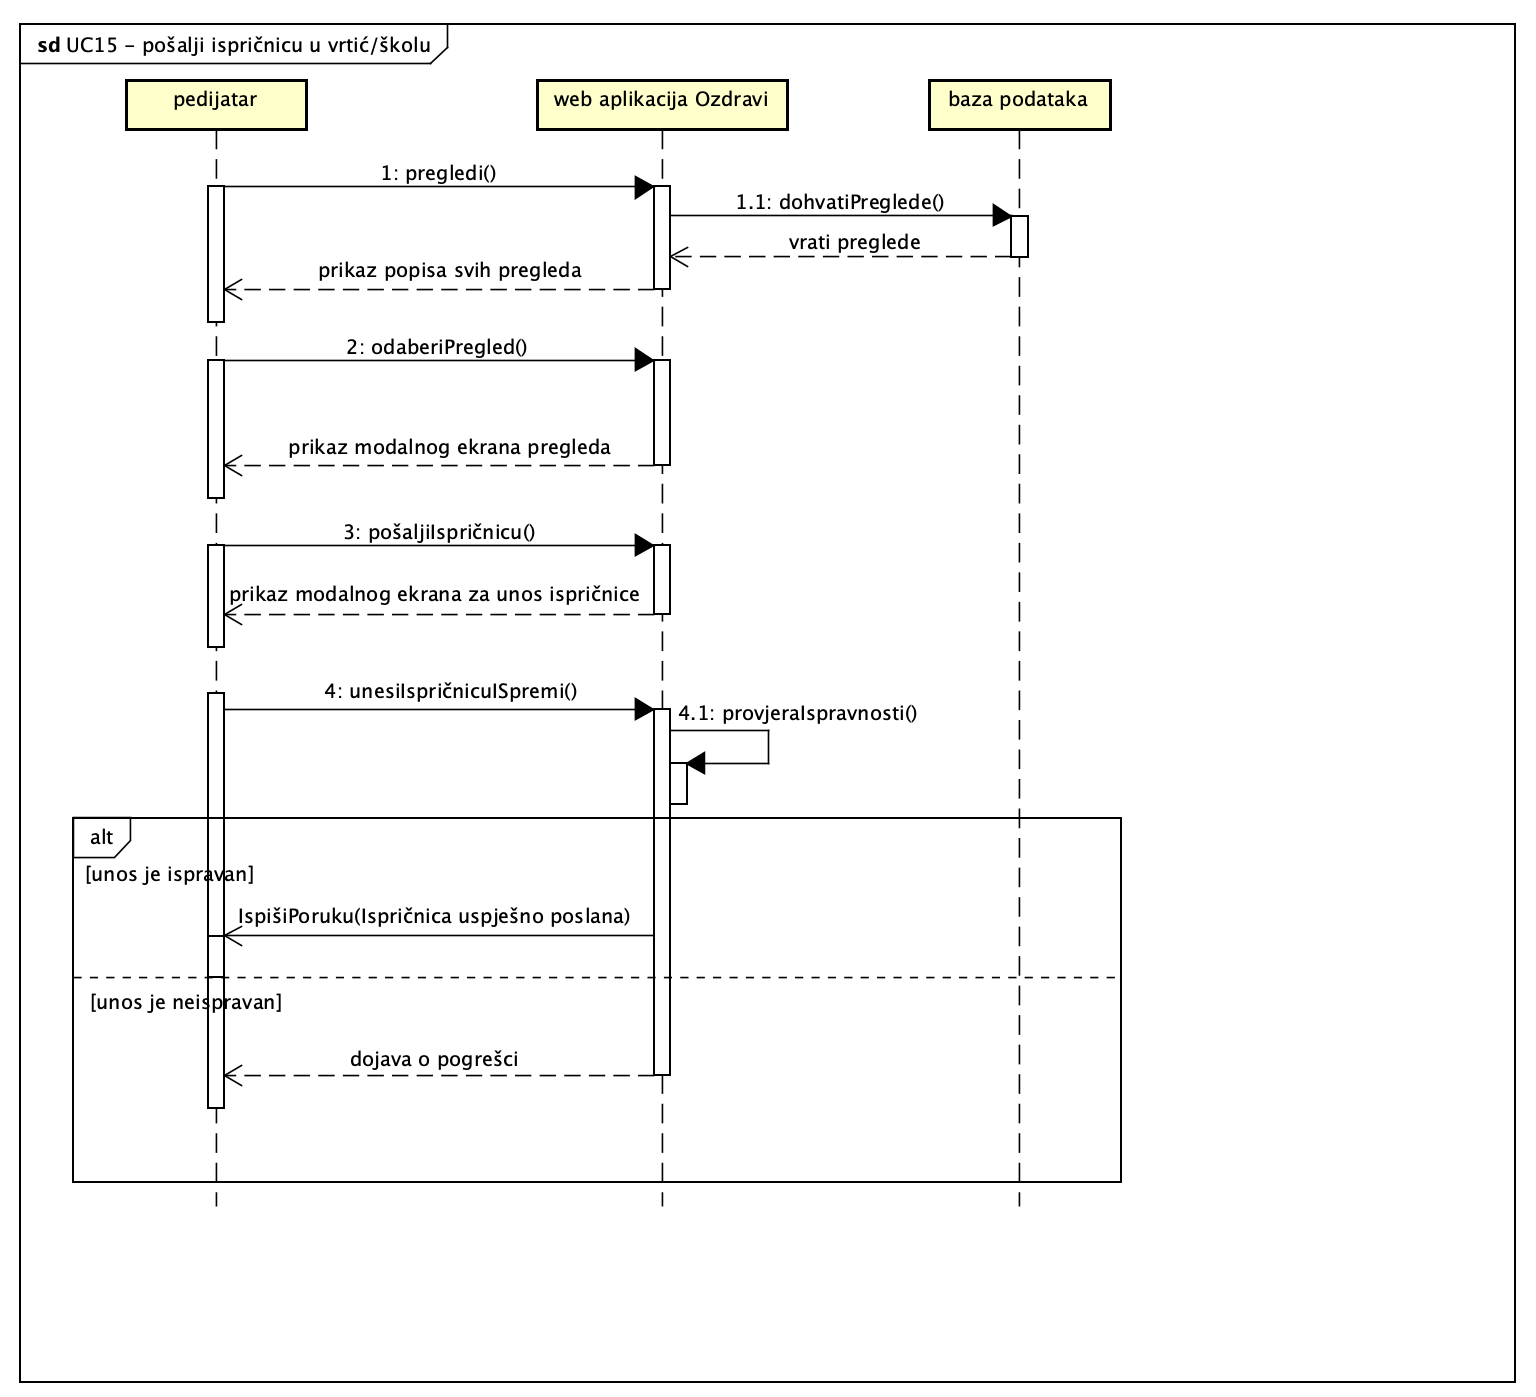 sd UC15 – pošalji ispričnicu u vrtić/školu
pedijatar
web aplikacija Ozdravi
baza podataka
1: pregledi()
1.1: dohvatiPreglede()
vrati preglede
prikaz popisa svih pregleda
2: odaberiPregled()
prikaz modalnog ekrana pregleda
3: pošaljiIspričnicu()
prikaz modalnog ekrana za unos ispričnice
4: unesiIspričnicuISpremi()
4.1: provjeraIspravnosti()
alt
[unos je ispravan]
IspišiPoruku(Ispričnica uspješno poslana)
[unos je neispravan]
dojava o pogrešci